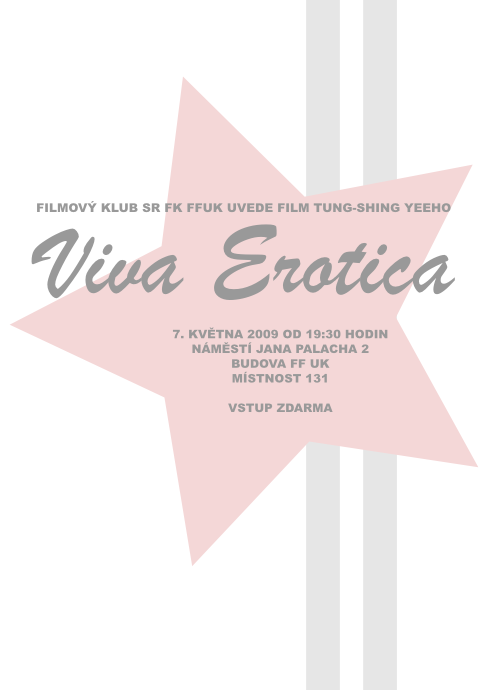 FILMOVÝ KLUB SR FK FFUK UVEDE FILM TUNG-SHING YEEHO
Viva Erotica
7. KVĚTNA 2009 OD 19:30 HODIN
NÁMĚSTÍ JANA PALACHA 2
BUDOVA FF UK
MÍSTNOST 131
VSTUP ZDARMA